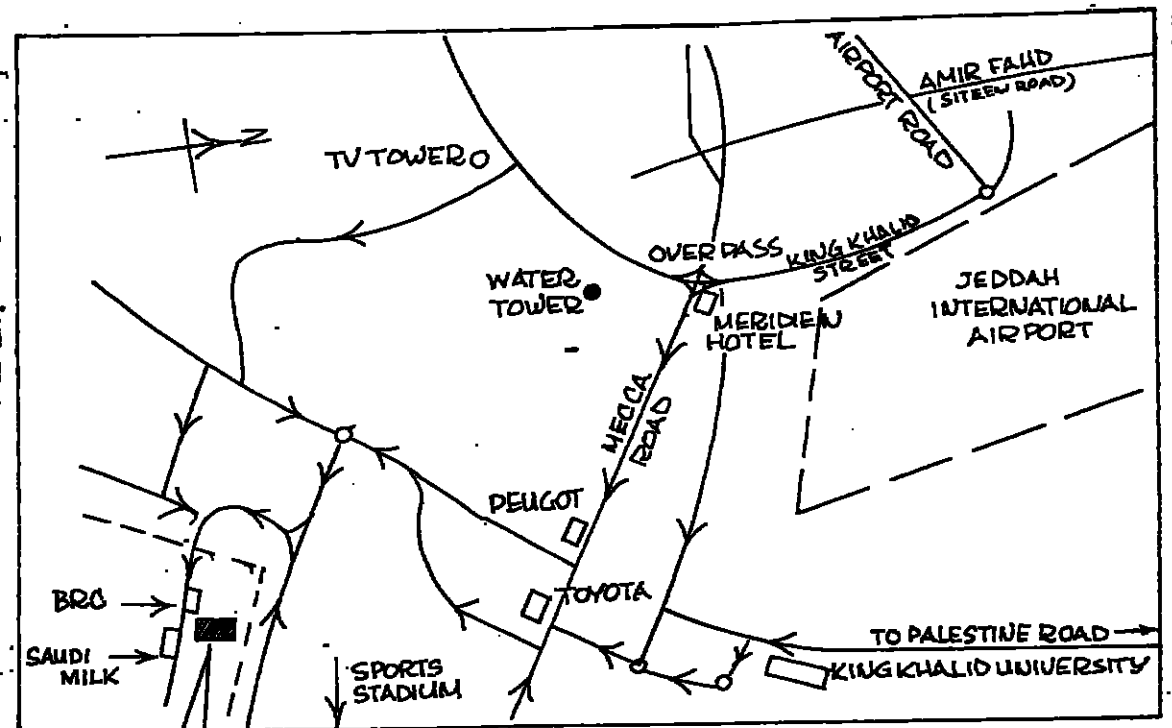 AIRPORT ROAD
AMIR FAUD
(SITEEN ROAD)
N
TV TOWER
OVERPASS
KING KHALID
STREET
WATER
TOWER
MERIDIEN
HOTEL
JEDDAH
INTERNATIONAL
AIRPORT
MECCA
ROAD
PEUGOT
TOYOTA
BRC
SAUDI
MILK
SPORTS
STADIUM
TO PALESTINE ROAD
KING KHALID UNIVERSITY